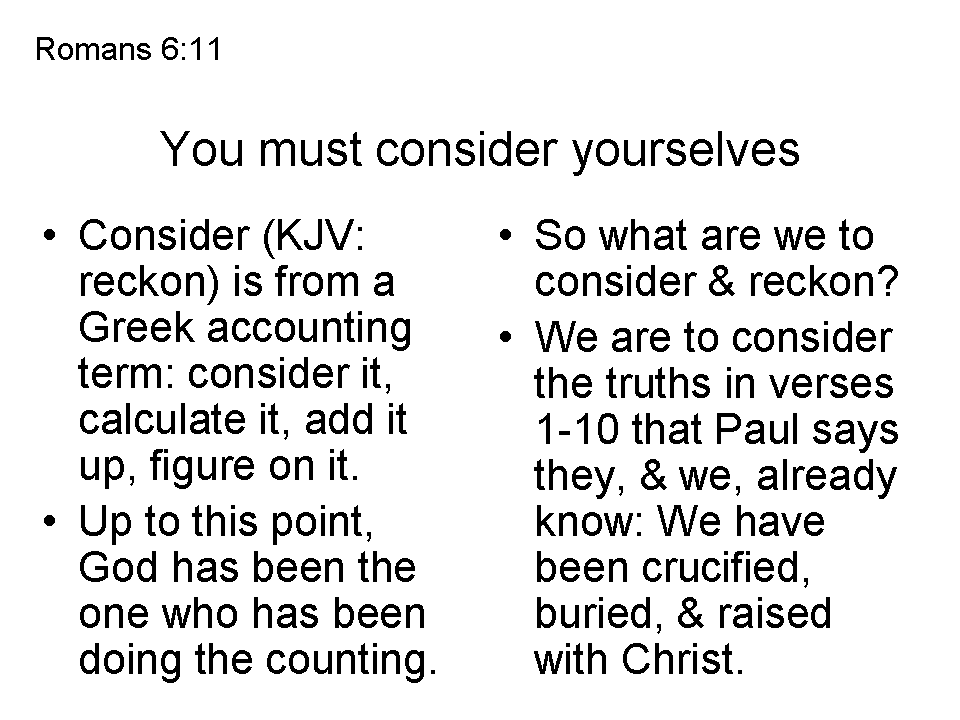 Romans 6:11
You must consider yourselves
• Consider (KJV:
reckon) is from a
Greek accounting
term: consider it,
calculate it, add it
up, figure on it.
• Up to this point,
God has been the
one who has been
doing the counting.
• So what are we to
consider & reckon?
• We are to consider
the truths in verses
1-10 that Paul says
they, & we, already
know: We have
been crucified,
buried, & raised
with Christ.